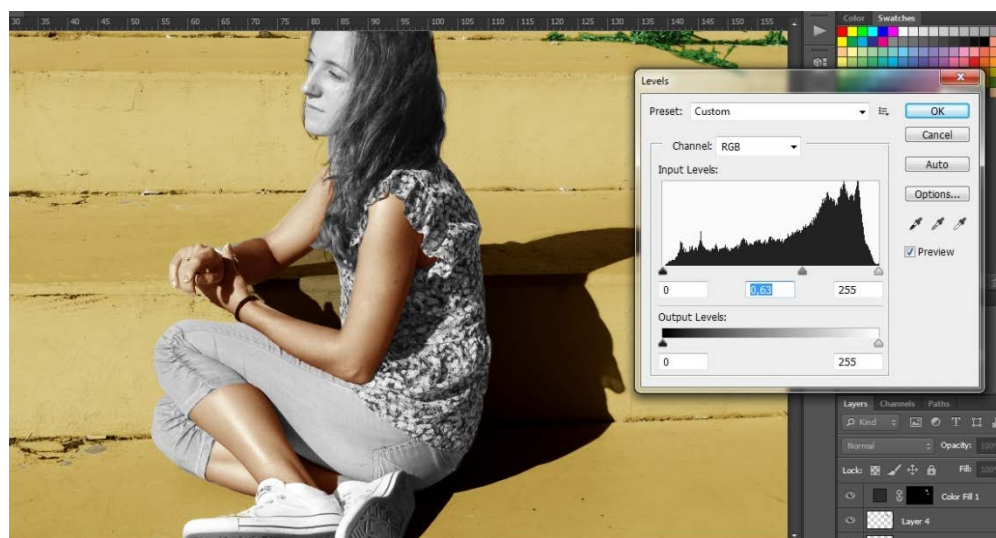 30 35 40 45 50 55 60 65 70 75 80 85 90 95 100 105 110 115 120 125 130 135 140 145 150 155
Color Swatches
Levels
Preset: Custom
OK
Cancel
Auto
Options...
Preview
Channel: RGB
Input Levels:
0 0,63 255
Output Levels:
0 255
Layers Channels Paths
Kind
Normal Opacity: 100%
Lock: Fill: 100%
Color Fill 1
Layer 4